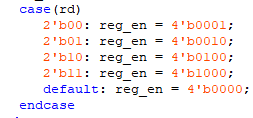 case(rd)
2'b00: reg_en = 4'b0001;
2'b01: reg_en = 4'b0010;
2'b10: reg_en = 4'b0100;
2'b11: reg_en = 4'b1000;
default: reg_en = 4'b0000;
endcase